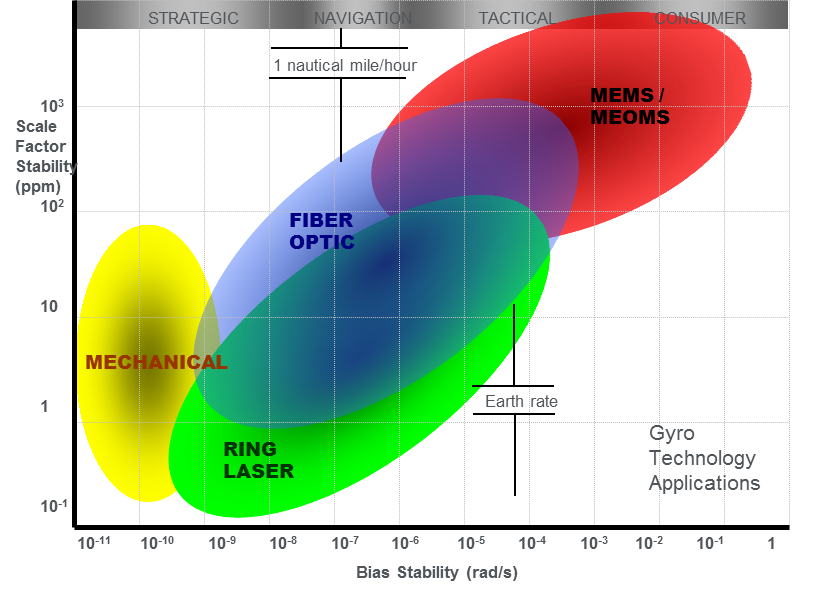 STRATEGIC NAVIGATION TACTICAL CONSUMER
1 nautical mile/hour
MEMS /
MEOMS
10³
Scale
Factor
Stability
(ppm)
10²
FIBER
OPTIC
10
MECHANICAL
Earth rate
1
RING
LASER
Gyro
Technology
Applications
10⁻¹
10⁻¹¹ 10⁻¹⁰ 10⁻⁹ 10⁻⁸ 10⁻⁷ 10⁻⁶ 10⁻⁵ 10⁻⁴ 10⁻³ 10⁻² 10⁻¹ 1
Bias Stability (rad/s)